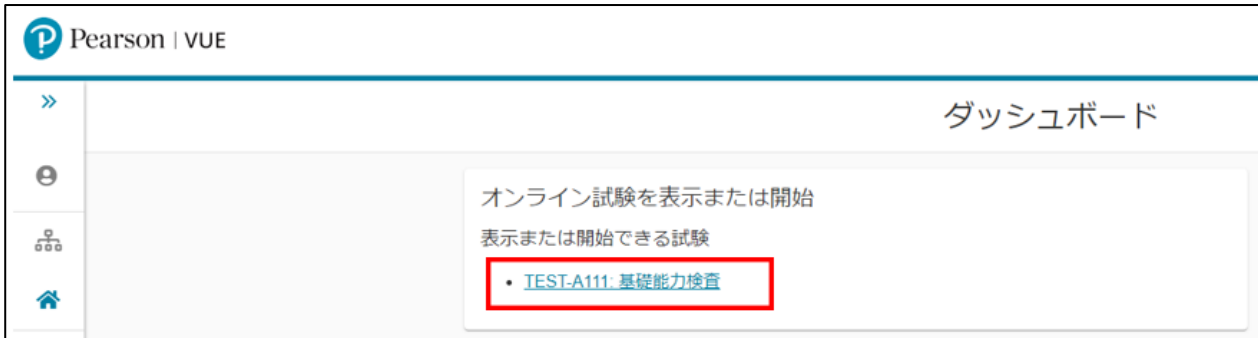 Pearson | VUE
ダッシュボード
オンライン試験を表示または開始
表示または開始できる試験
• TEST-A111: 基礎能力検査